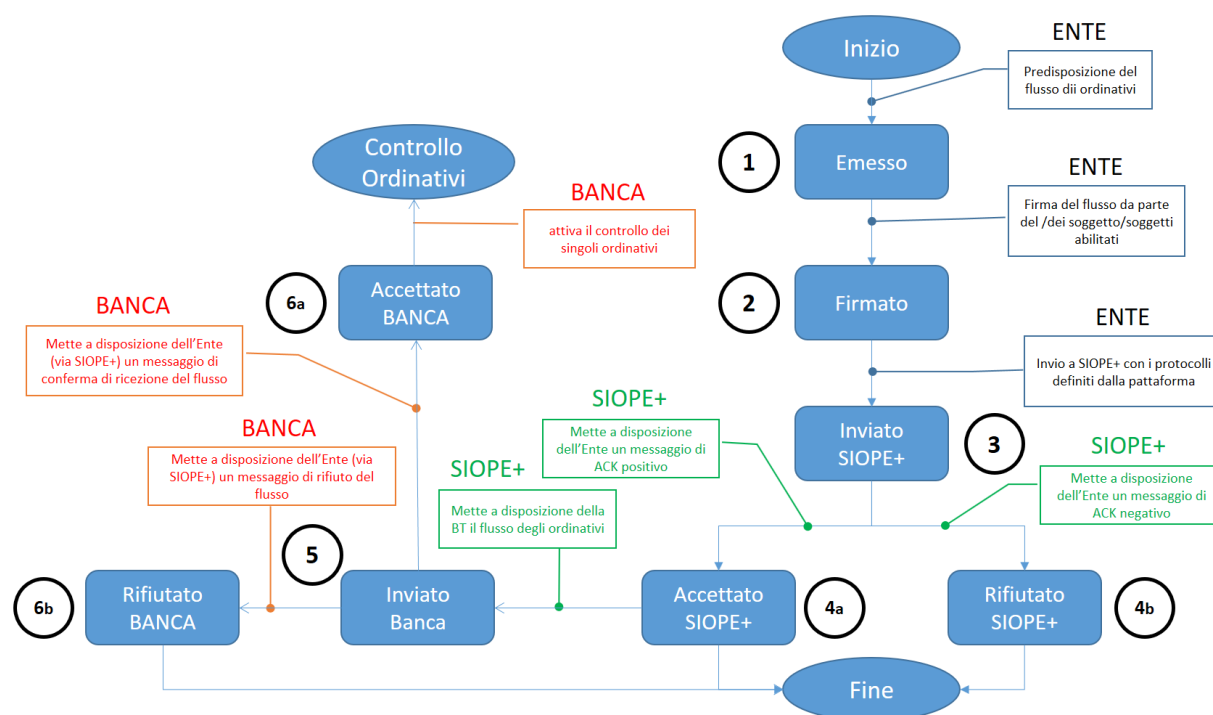 Inizio
ENTE
Predisposizione del
flusso dii ordinativi
1
Emesso
ENTE
Firma del flusso da parte
del /dei soggetto/soggetti
abilitati
2
Firmato
ENTE
Invio a SIOPE+ con i protocolli
definiti dalla pattaforma
Inviato
SIOPE+
3
SIOPE+
Mette a disposizione
dell'Ente un messaggio di
ACK positivo
SIOPE+
Mette a disposizione
dell'Ente un messaggio di
ACK negativo
Accettato
SIOPE+
4a
Rifiutato
SIOPE+
4b
SIOPE+
Mette a disposizione della
BT il flusso degli ordinativi
5
Inviato
Banca
BANCA
Mette a disposizione dell'Ente
(via SIOPE+) un messaggio di
conferma di ricezione del flusso
6a
Accettato
BANCA
BANCA
attiva il controllo dei
singoli ordinativi
Controllo
Ordinativi
BANCA
Mette a disposizione dell'Ente (via
SIOPE+) un messaggio di rifiuto del
flusso
6b
Rifiutato
BANCA
Fine